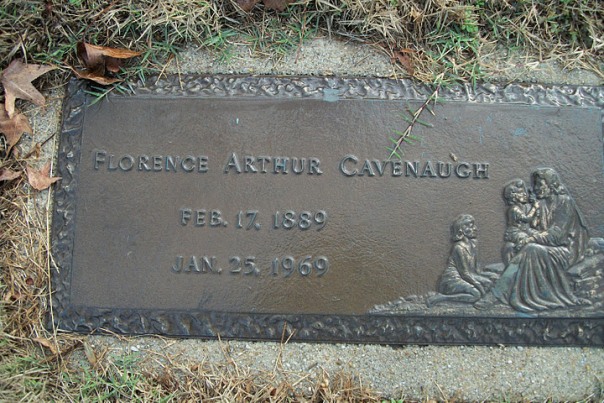 FLORENCE ARTHUR CAVENAUGH
FEB. 17, 1889
JAN. 25, 1969